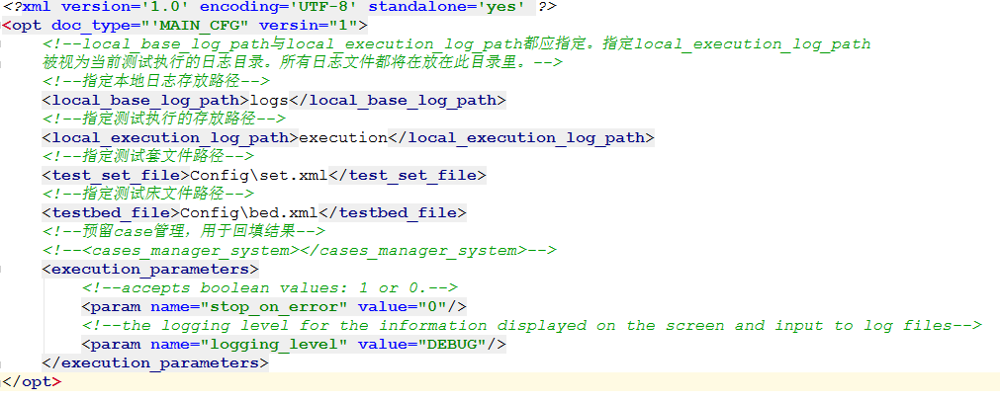 <?xml version='1.0' encoding='UTF-8' standalone='yes' ?>
<opt doc_type="'MAIN_CFG" versin="1">
<!--local_base_log_path与local_execution_log_path都应指定。指定local_execution_log_path
被视为当前测试执行的日志目录。所有日志文件都将在放在此目录里。-->
<!--指定本地日志存放路径-->
<local_base_log_path>logs</local_base_log_path>
<!--指定测试执行的存放路径-->
<local_execution_log_path>execution</local_execution_log_path>
<!--指定测试套文件路径-->
<test_set_file>Config\set.xml</test_set_file>
<!--指定测试床文件路径-->
<testbed_file>Config\bed.xml</testbed_file>
<!--预留case管理，用于回填结果-->
<!--<cases_manager_system></cases_manager_system>-->
<execution_parameters>
<!--accepts boolean values: 1 or 0.-->
<param name="stop_on_error" value="0"/>
<!--the logging level for the information displayed on the screen and input to log files-->
<param name="logging_level" value="DEBUG"/>
</execution_parameters>
</opt>